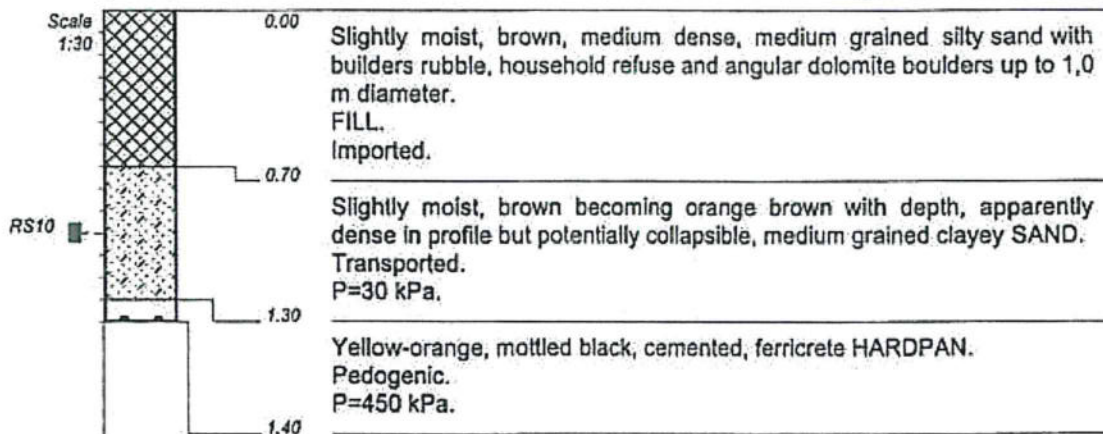 Scale
1:30
0.00
Slightly moist, brown, medium dense, medium grained silty sand with
builders rubble, household refuse and angular dolomite boulders up to 1,0
m diameter.
FILL.
Imported.
0.70
RS10
Slightly moist, brown becoming orange brown with depth, apparently
dense in profile but potentially collapsible, medium grained clayey SAND.
Transported.
P=30 kPa.
1.30
Yellow-orange, mottled black, cemented, ferricrete HARDPAN.
Pedogenic.
P=450 kPa.
1.40